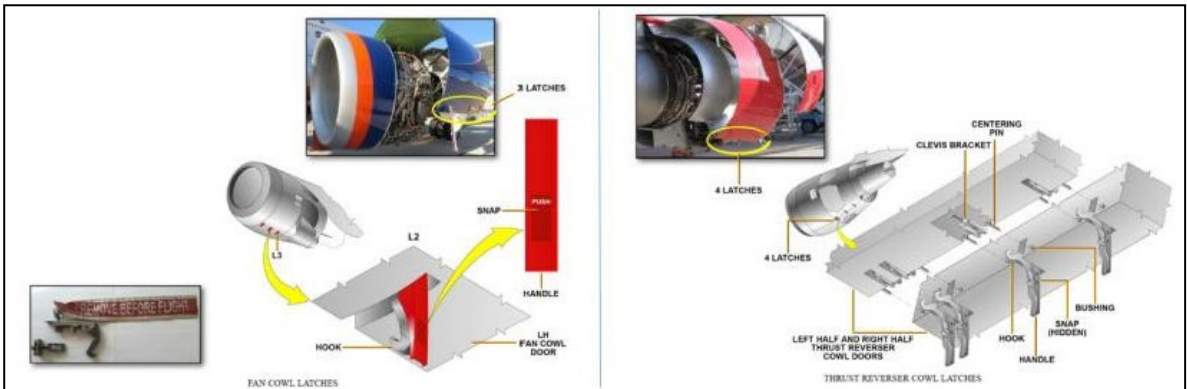 3 LATCHES
PUSH
SNAP
L3
L2
HANDLE
REMOVE BEFORE FLIGHT
HOOK
LH
FAN COWL
DOOR
FAN COWL LATCHES
4 LATCHES
CENTERING
PIN
CLEVIS BRACKET
4 LATCHES
BUSHING
SNAP
(HIDDEN)
HOOK
HANDLE
LEFT HALF AND RIGHT HALF
THRUST REVERSER
COWL DOORS
THRUST REVERSER COWL LATCHES